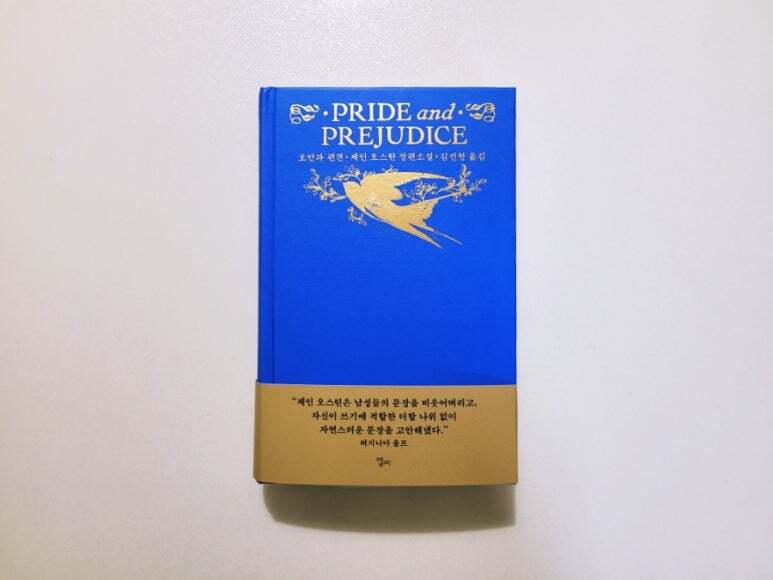 · PRIDE and ·
PREJUDICE
오만과 편견 · 제인 오스틴 장편소설 · 김선형 옮김
“제인 오스틴은 남성들의 문장을 비웃어버리고,
자신이 쓰기에 적합한 더할 나위 없이
자연스러운 문장을 고안해냈다.”
버지니아 울프
엘리